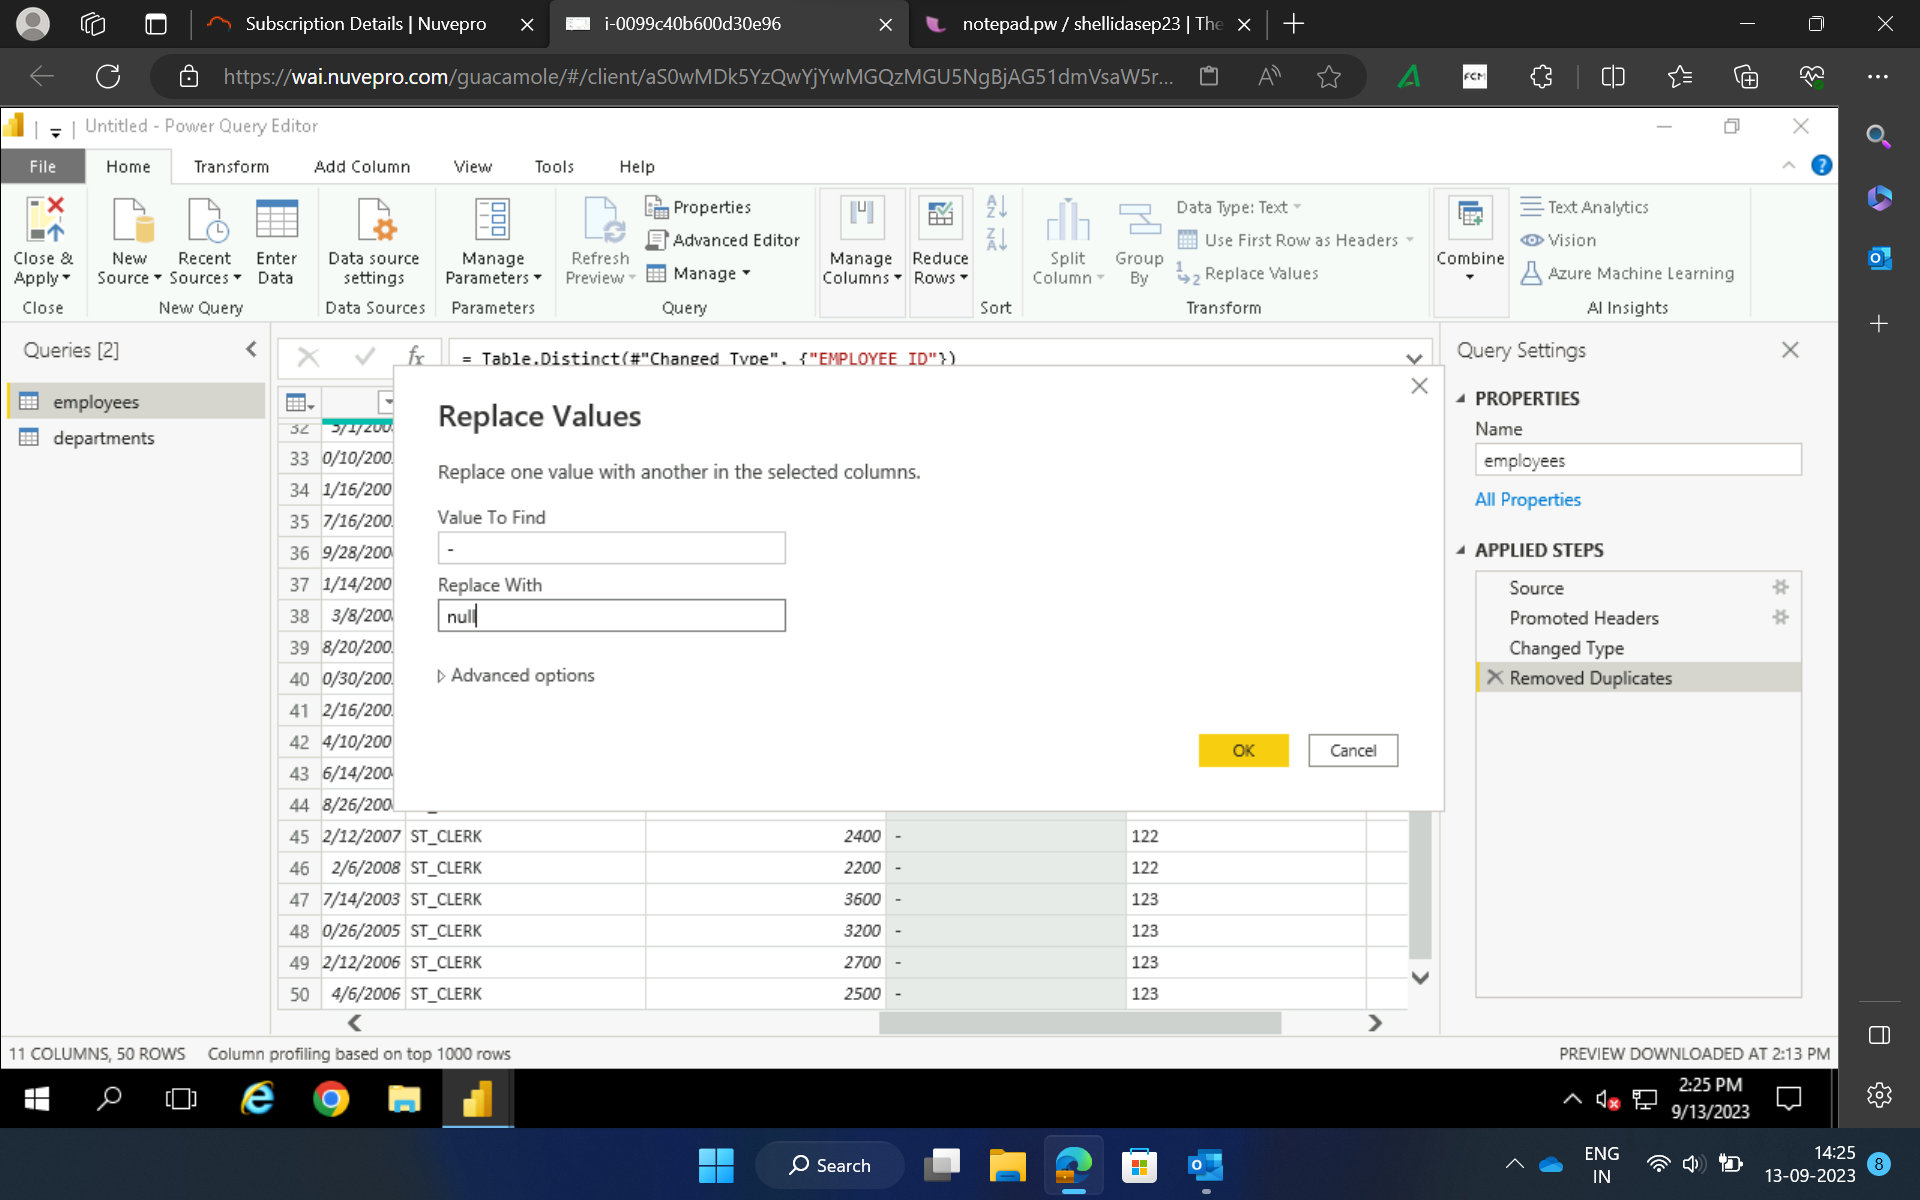 Subscription Details | Nuvepro
i-0099c40b600d30e96
notepad.pw / shellidasep23 | The
https://wai.nuvepro.com/guacamole/#/client/aS0wMDk5YzQwYjYwMGQzMGU5NgBjAG51dmVsaW5r...
FCM
Untitled - Power Query Editor
File
Home
Transform
Add Column
View
Tools
Help
Close & Apply
New Source
Recent Sources
Enter Data
Data source settings
Manage Parameters
Refresh Preview
Properties
Advanced Editor
Manage
Manage Columns
Reduce Rows
Split Column
Group By
Data Type: Text
Use First Row as Headers
Replace Values
Combine
Text Analytics
Vision
Azure Machine Learning
Close
New Query
Data Sources
Parameters
Query
Sort
Transform
AI Insights
Queries [2]
employees
departments
fx
= Table.Distinct(#"Changed Type", {"EMPLOYEE_ID"})
Replace Values
Replace one value with another in the selected columns.
Value To Find
-
Replace With
null
Advanced options
OK
Cancel
32
33 0/10/200
34 1/16/200
35 7/16/200
36 9/28/200
37 1/14/200
38 3/8/200
39 8/20/200
40 0/30/200
41 2/16/200
42 4/10/200
43 6/14/200
44 8/26/200
45 2/12/2007 ST_CLERK 2400 - 122
46 2/6/2008 ST_CLERK 2200 - 122
47 7/14/2003 ST_CLERK 3600 - 123
48 0/26/2005 ST_CLERK 3200 - 123
49 2/12/2006 ST_CLERK 2700 - 123
50 4/6/2006 ST_CLERK 2500 - 123
Query Settings
PROPERTIES
Name
employees
All Properties
APPLIED STEPS
Source
Promoted Headers
Changed Type
Removed Duplicates
11 COLUMNS, 50 ROWS
Column profiling based on top 1000 rows
PREVIEW DOWNLOADED AT 2:13 PM
2:25 PM
9/13/2023
Search
ENG
IN
14:25
13-09-2023
8